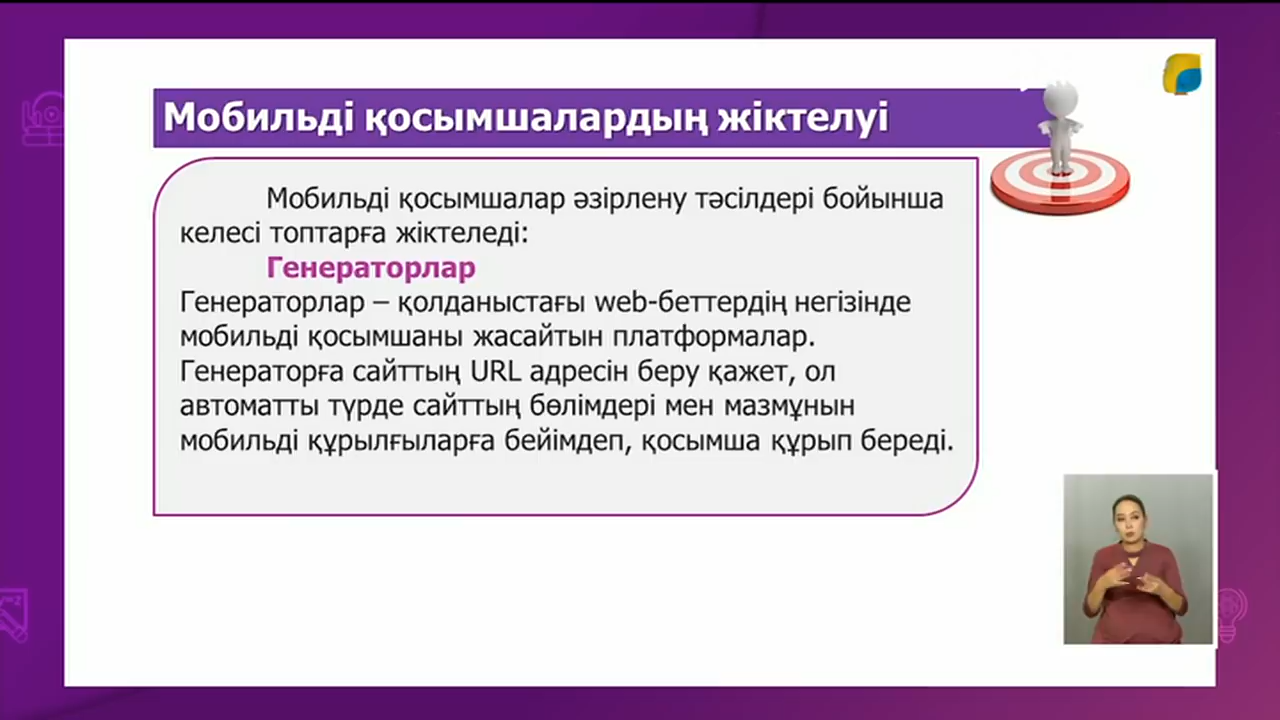 Мобильді қосымшалардың жіктелуі
Мобильді қосымшалар әзірлену тәсілдері бойынша
келесі топтарға жіктеледі:
Генераторлар
Генераторлар – қолданыстағы web-беттердің негізінде
мобильді қосымшаны жасайтын платформалар.
Генераторға сайттың URL адресін беру қажет, ол
автоматты түрде сайттың бөлімдері мен мазмұнын
мобильді құрылғыларға бейімдеп, қосымша құрып береді.